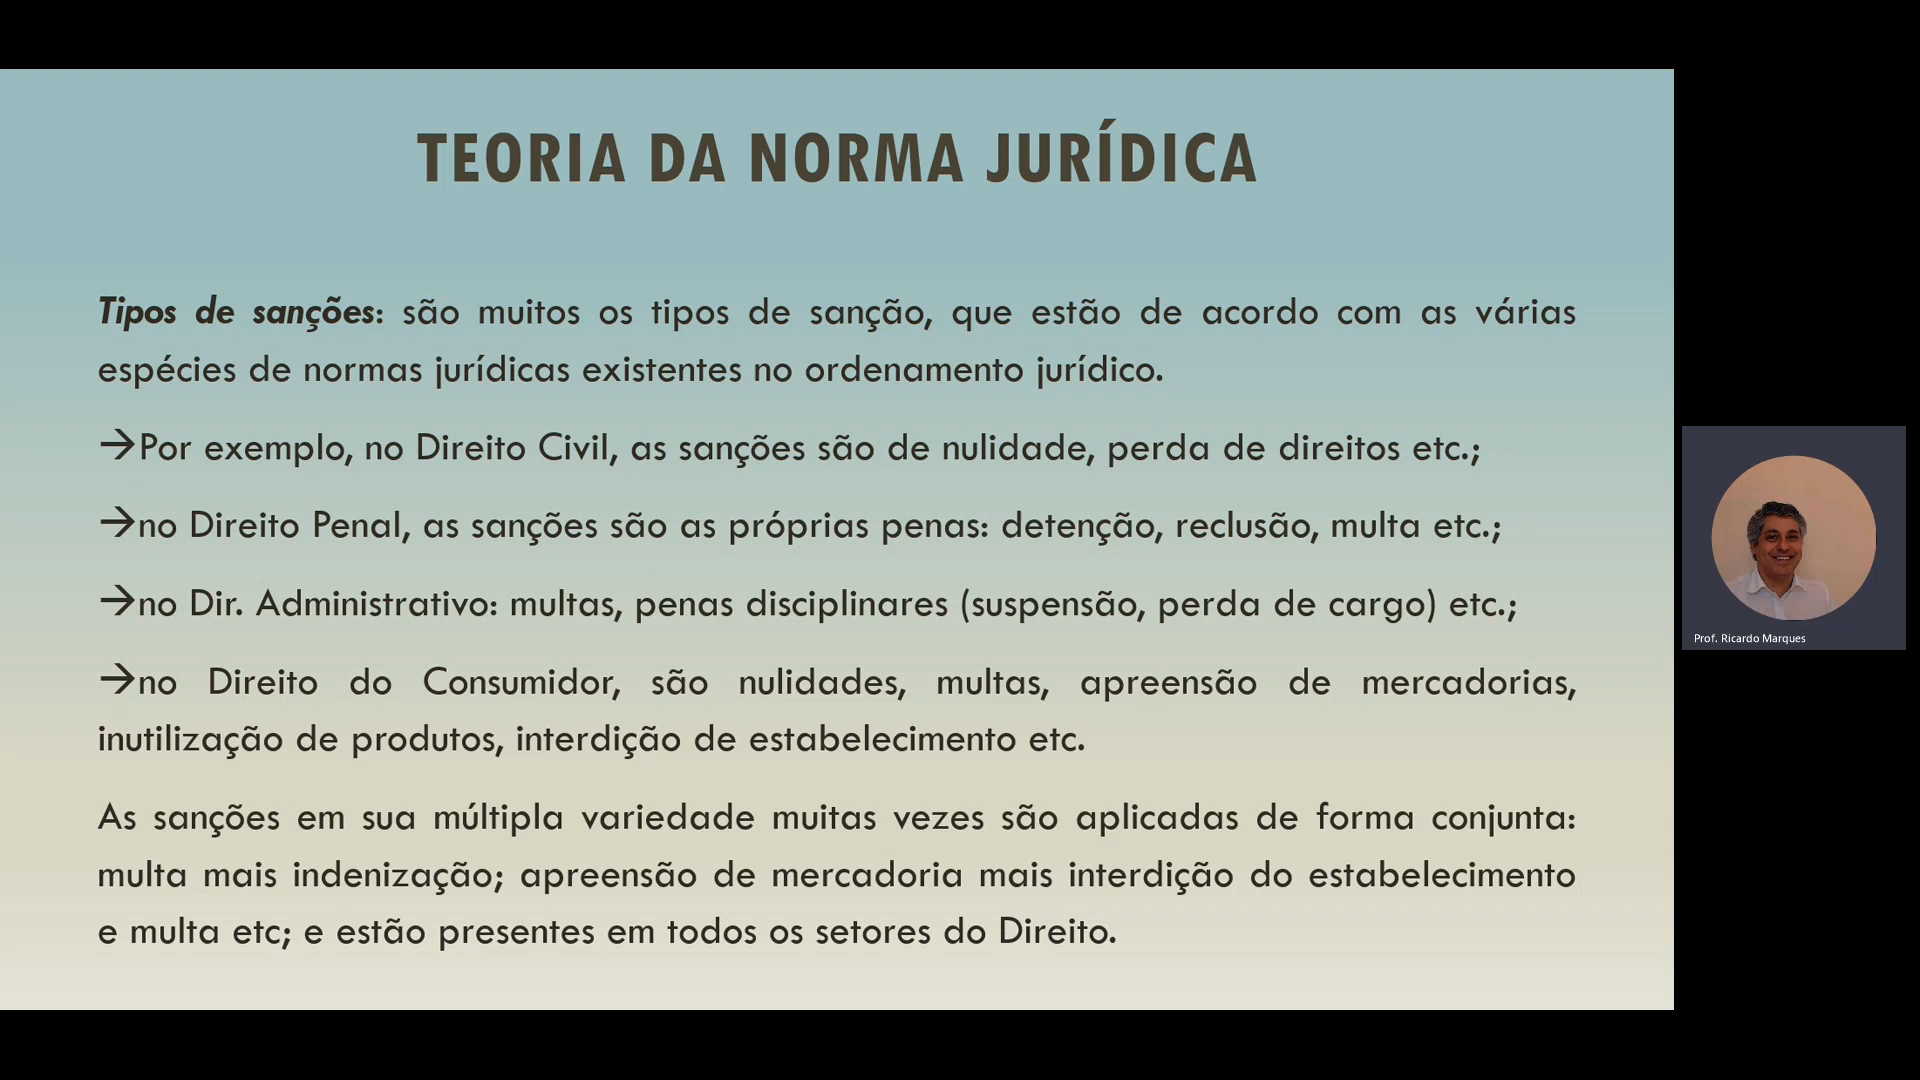 TEORIA DA NORMA JURÍDICA
Tipos de sanções: são muitos os tipos de sanção, que estão de acordo com as várias
espécies de normas jurídicas existentes no ordenamento jurídico.
→Por exemplo, no Direito Civil, as sanções são de nulidade, perda de direitos etc.;
→no Direito Penal, as sanções são as próprias penas: detenção, reclusão, multa etc.;
→no Dir. Administrativo: multas, penas disciplinares (suspensão, perda de cargo) etc.;
→no Direito do Consumidor, são nulidades, multas, apreensão de mercadorias,
inutilização de produtos, interdição de estabelecimento etc.
As sanções em sua múltipla variedade muitas vezes são aplicadas de forma conjunta:
multa mais indenização; apreensão de mercadoria mais interdição do estabelecimento
e multa etc; e estão presentes em todos os setores do Direito.
Prof. Ricardo Marques